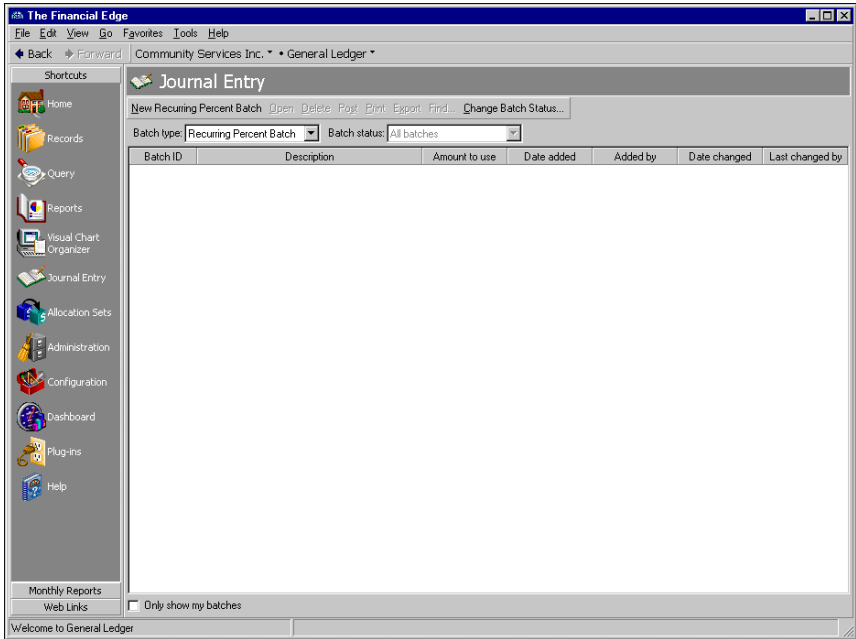 The Financial Edge
File Edit View Go Favorites Tools Help
Back Forward Community Services Inc. • General Ledger
Shortcuts
Journal Entry
Home
New Recurring Percent Batch Open Delete Post Print Export Find... Change Batch Status...
Batch type: Recurring Percent Batch Batch status: All batches
Records
Batch ID Description Amount to use Date added Added by Date changed Last changed by
Query
Reports
Visual Chart
Organizer
Journal Entry
Allocation Sets
Administration
Configuration
Dashboard
Plug-ins
Help
Monthly Reports
Web Links
Only show my batches
Welcome to General Ledger